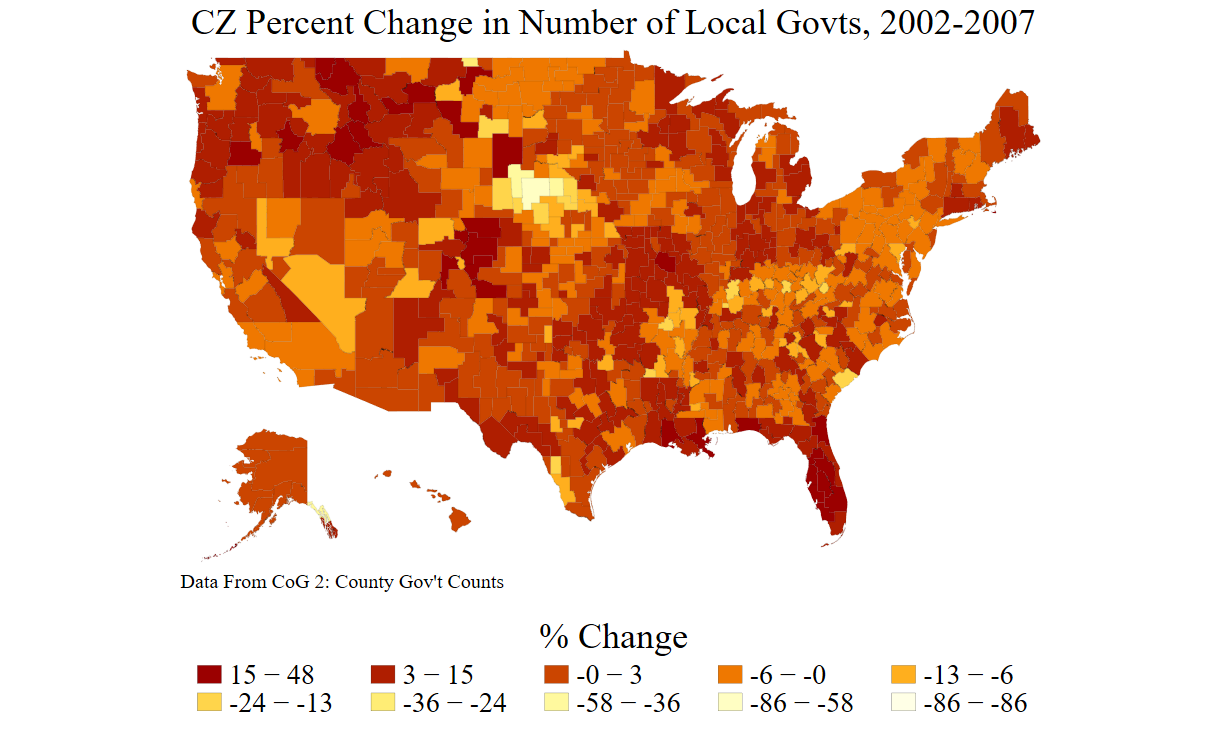 CZ Percent Change in Number of Local Govts, 2002-2007
Data From CoG 2: County Gov't Counts
% Change
15 − 48 3 − 15 -0 − 3 -6 − -0 -13 − -6
-24 − -13 -36 − -24 -58 − -36 -86 − -58 -86 − -86